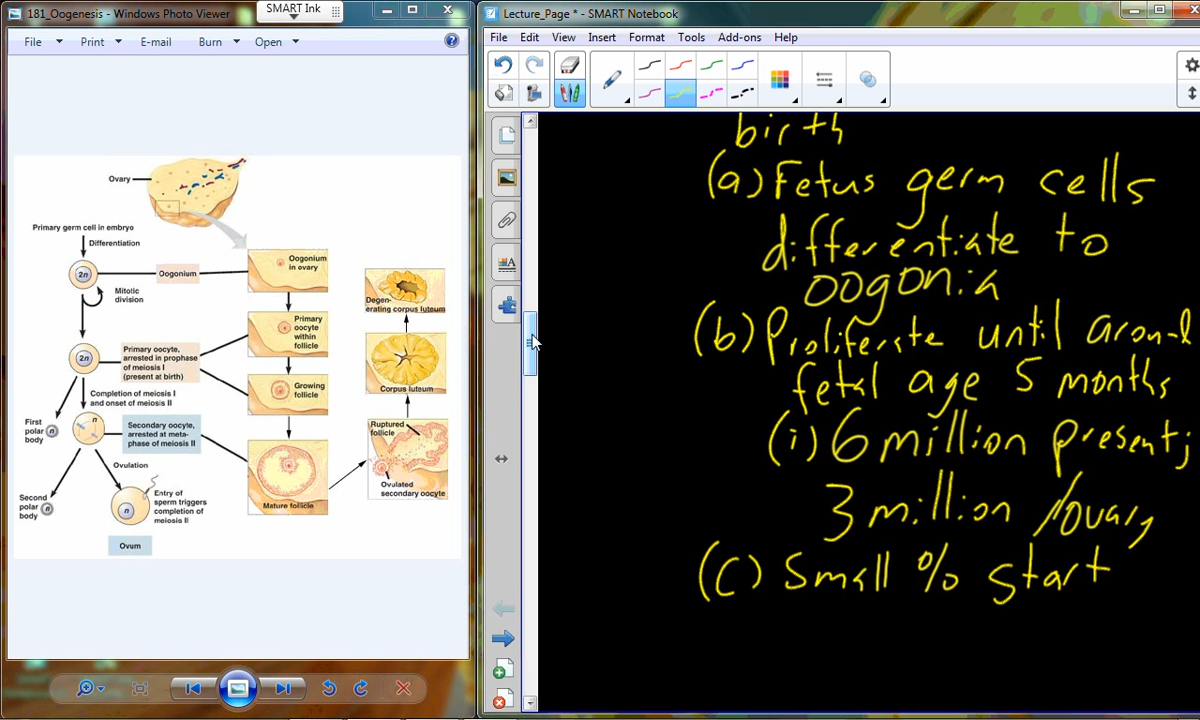 181_Oogenesis - Windows Photo Viewer
SMART Ink
File
Print
E-mail
Burn
Open
Ovary
Primary germ cell in embryo
Differentiation
2n
Oogonium
Oogonium
in ovary
Mitotic
division
Primary
oocyte
within
follicle
2n
Primary oocyte,
arrested in prophase
of meiosis I
(present at birth)
Growing
follicle
Completion of meiosis I
and onset of meiosis II
First
polar
body
n
n
Secondary oocyte,
arrested at meta-
phase of meiosis II
Mature follicle
Ovulation
Second
polar
body
n
n
Entry of
sperm triggers
completion of
meiosis II
Ovum
Degen-
erating corpus luteum
Corpus luteum
Ruptured
follicle
Ovulated
secondary oocyte
Lecture_Page * - SMART Notebook
File Edit View Insert Format Tools Add-ons Help
birth
(a) Fetus germ cells
differentiate to
oogonia
(b) Proliferate until around
fetal age 5 months
(i) 6 million present;
3 million /ovary
(c) Small % start